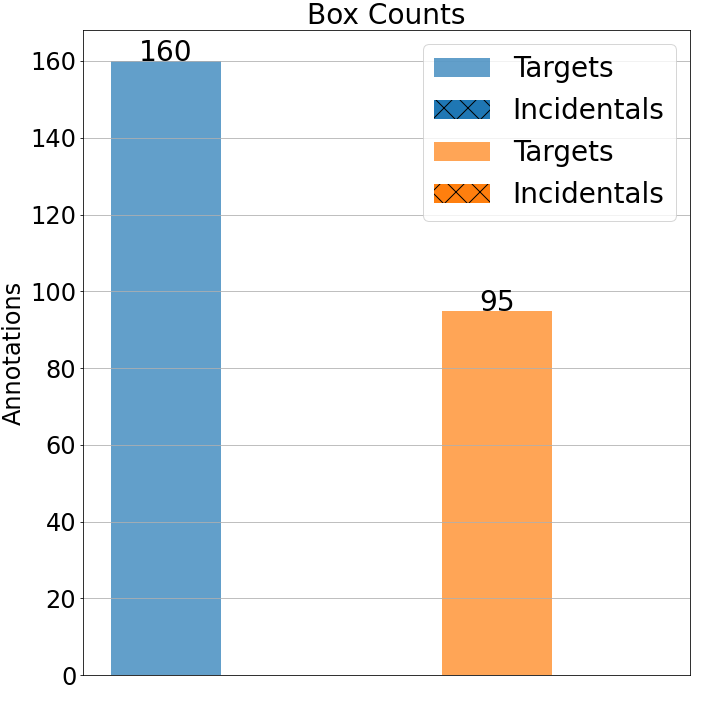 Box Counts
160
Targets
Incidentals
Targets
Incidentals
95
Annotations
160
140
120
100
80
60
40
20
0